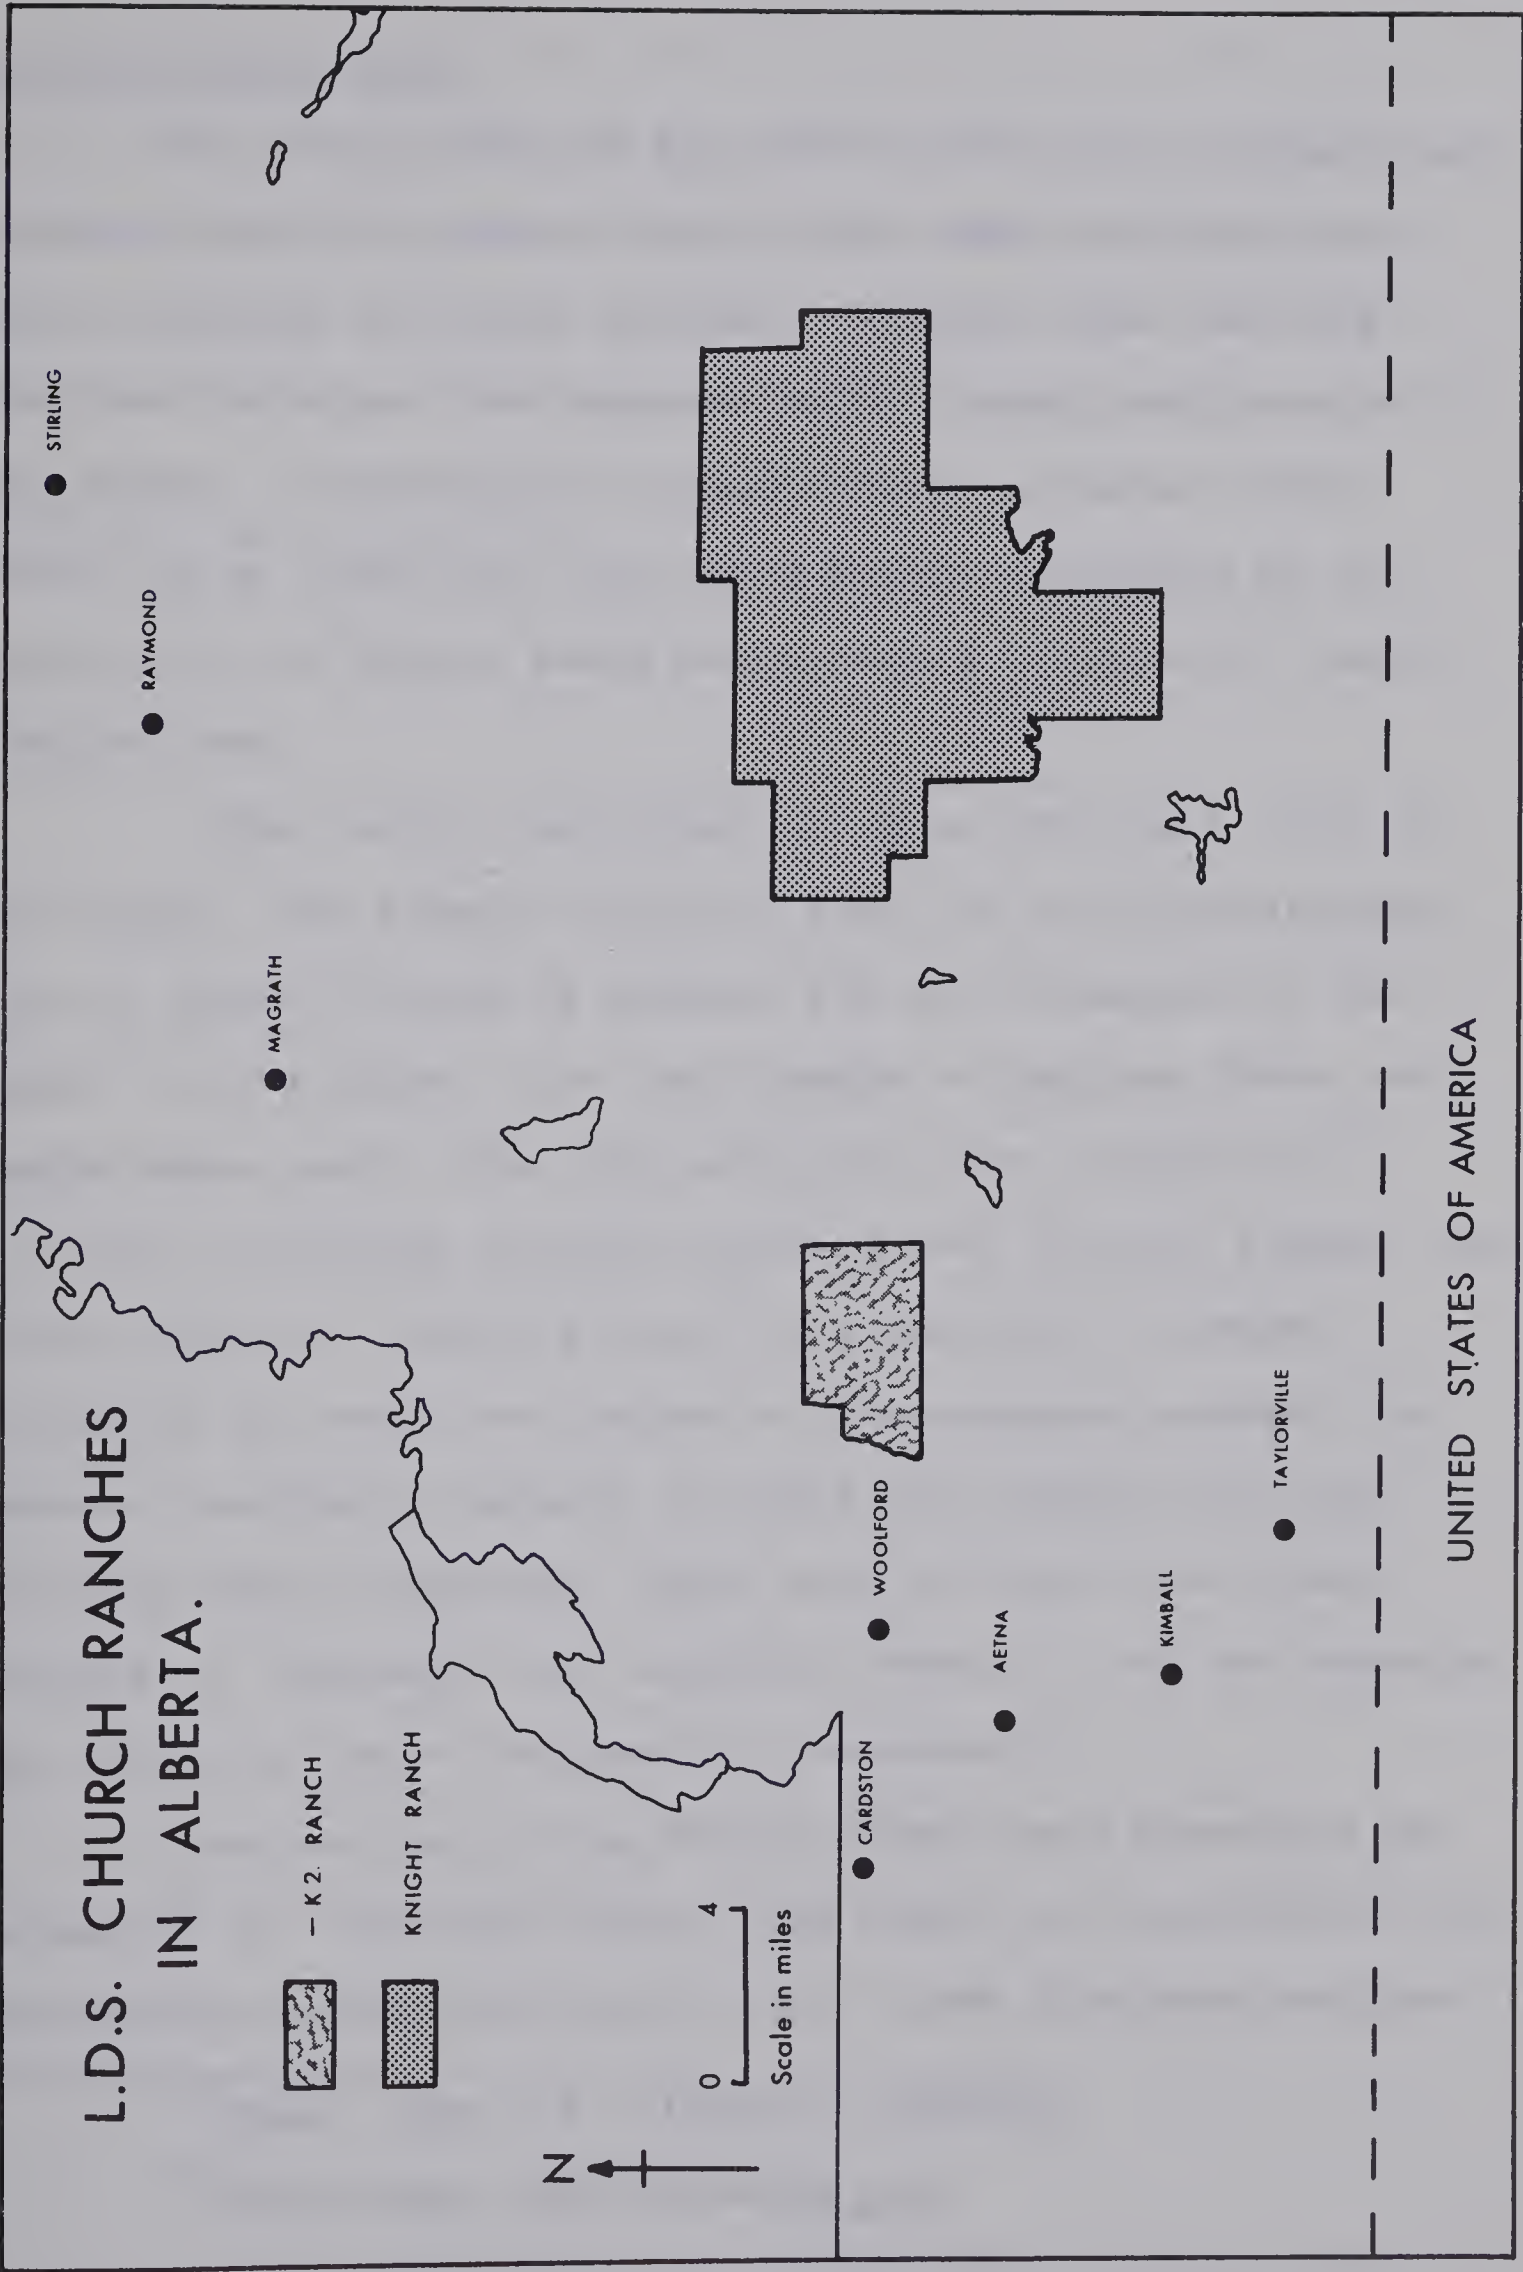 L.D.S. CHURCH RANCHES
IN ALBERTA.
— K 2. RANCH
KNIGHT RANCH
N
0 4
Scale in miles
STIRLING
RAYMOND
MAGRATH
CARDSTON
WOOLFORD
AETNA
KIMBALL
TAYLORVILLE
UNITED STATES OF AMERICA